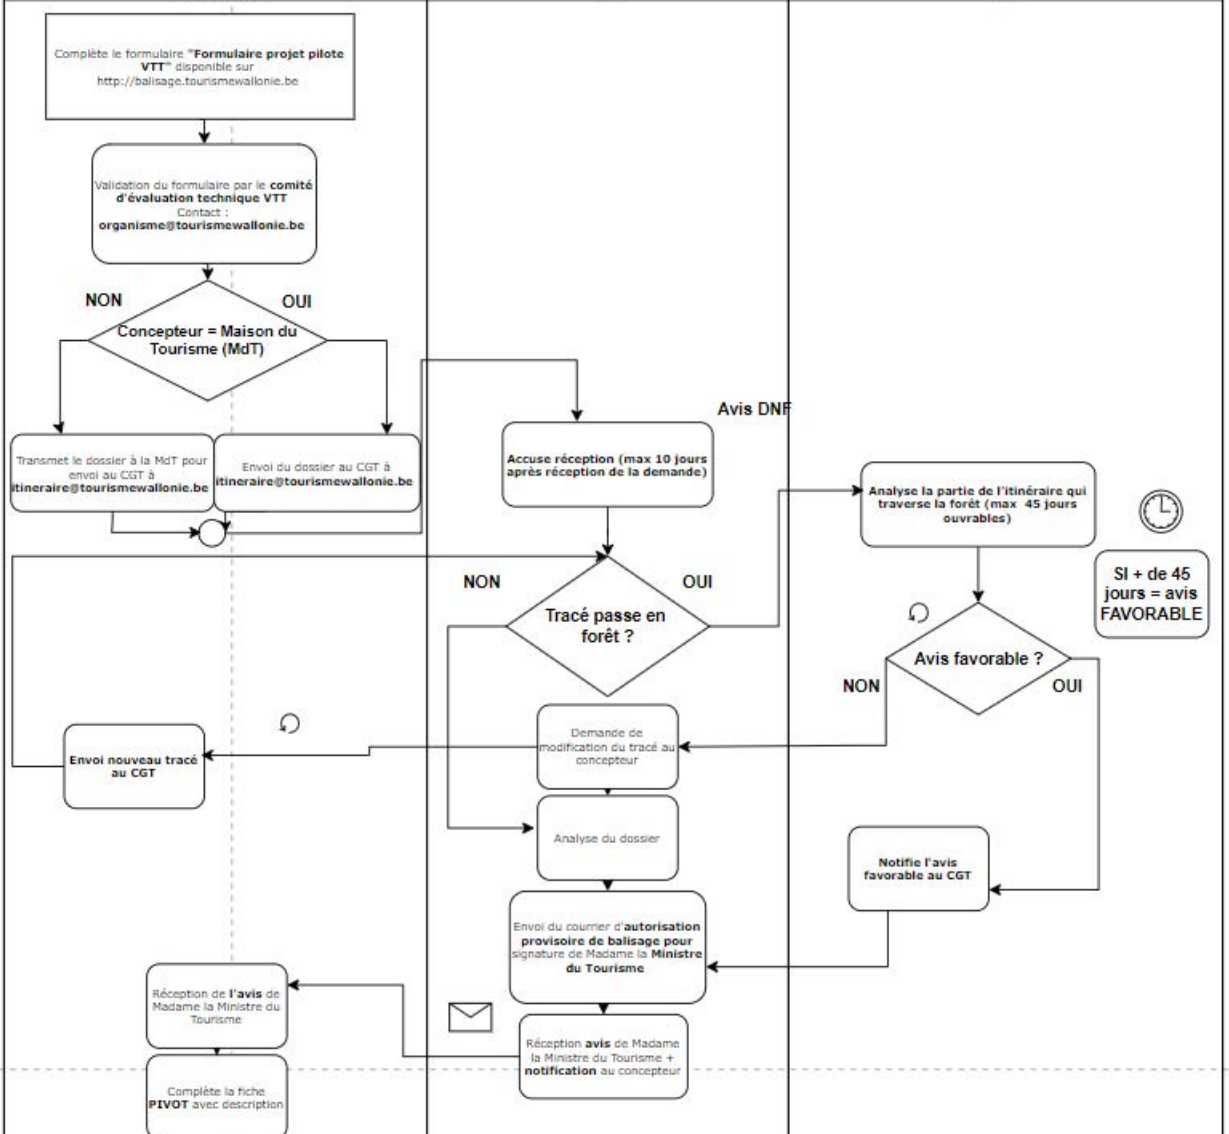 Complète le formulaire "Formulaire projet pilote
VTT" disponible sur
http://balisage.tourismewallonie.be
Validation du formulaire par le comité
d'évaluation technique VTT
Contact :
organisme@tourismewallonie.be
NON
OUI
Concepteur = Maison du
Tourisme (MdT)
Transmet le dossier à la MdT pour
envoi au CGT à
itineraire@tourismewallonie.be
Envoi du dossier au CGT à
itineraire@tourismewallonie.be
Accuse réception (max 10 jours
après réception de la demande)
Avis DNF
Analyse la partie de l'itinéraire qui
traverse la forêt (max 45 jours
ouvrables)
SI + de 45
jours = avis
FAVORABLE
NON
OUI
Tracé passe en
forêt ?
Avis favorable ?
NON
OUI
Demande de
modification du tracé au
concepteur
Envoi nouveau tracé
au CGT
Analyse du dossier
Notifie l'avis
favorable au CGT
Envoi du courrier d'autorisation
provisoire de balisage pour
signature de Madame la Ministre
du Tourisme
Réception de l'avis de
Madame la Ministre du
Tourisme
Réception avis de Madame
la Ministre du Tourisme +
notification au concepteur
Complète la fiche
PIVOT avec description